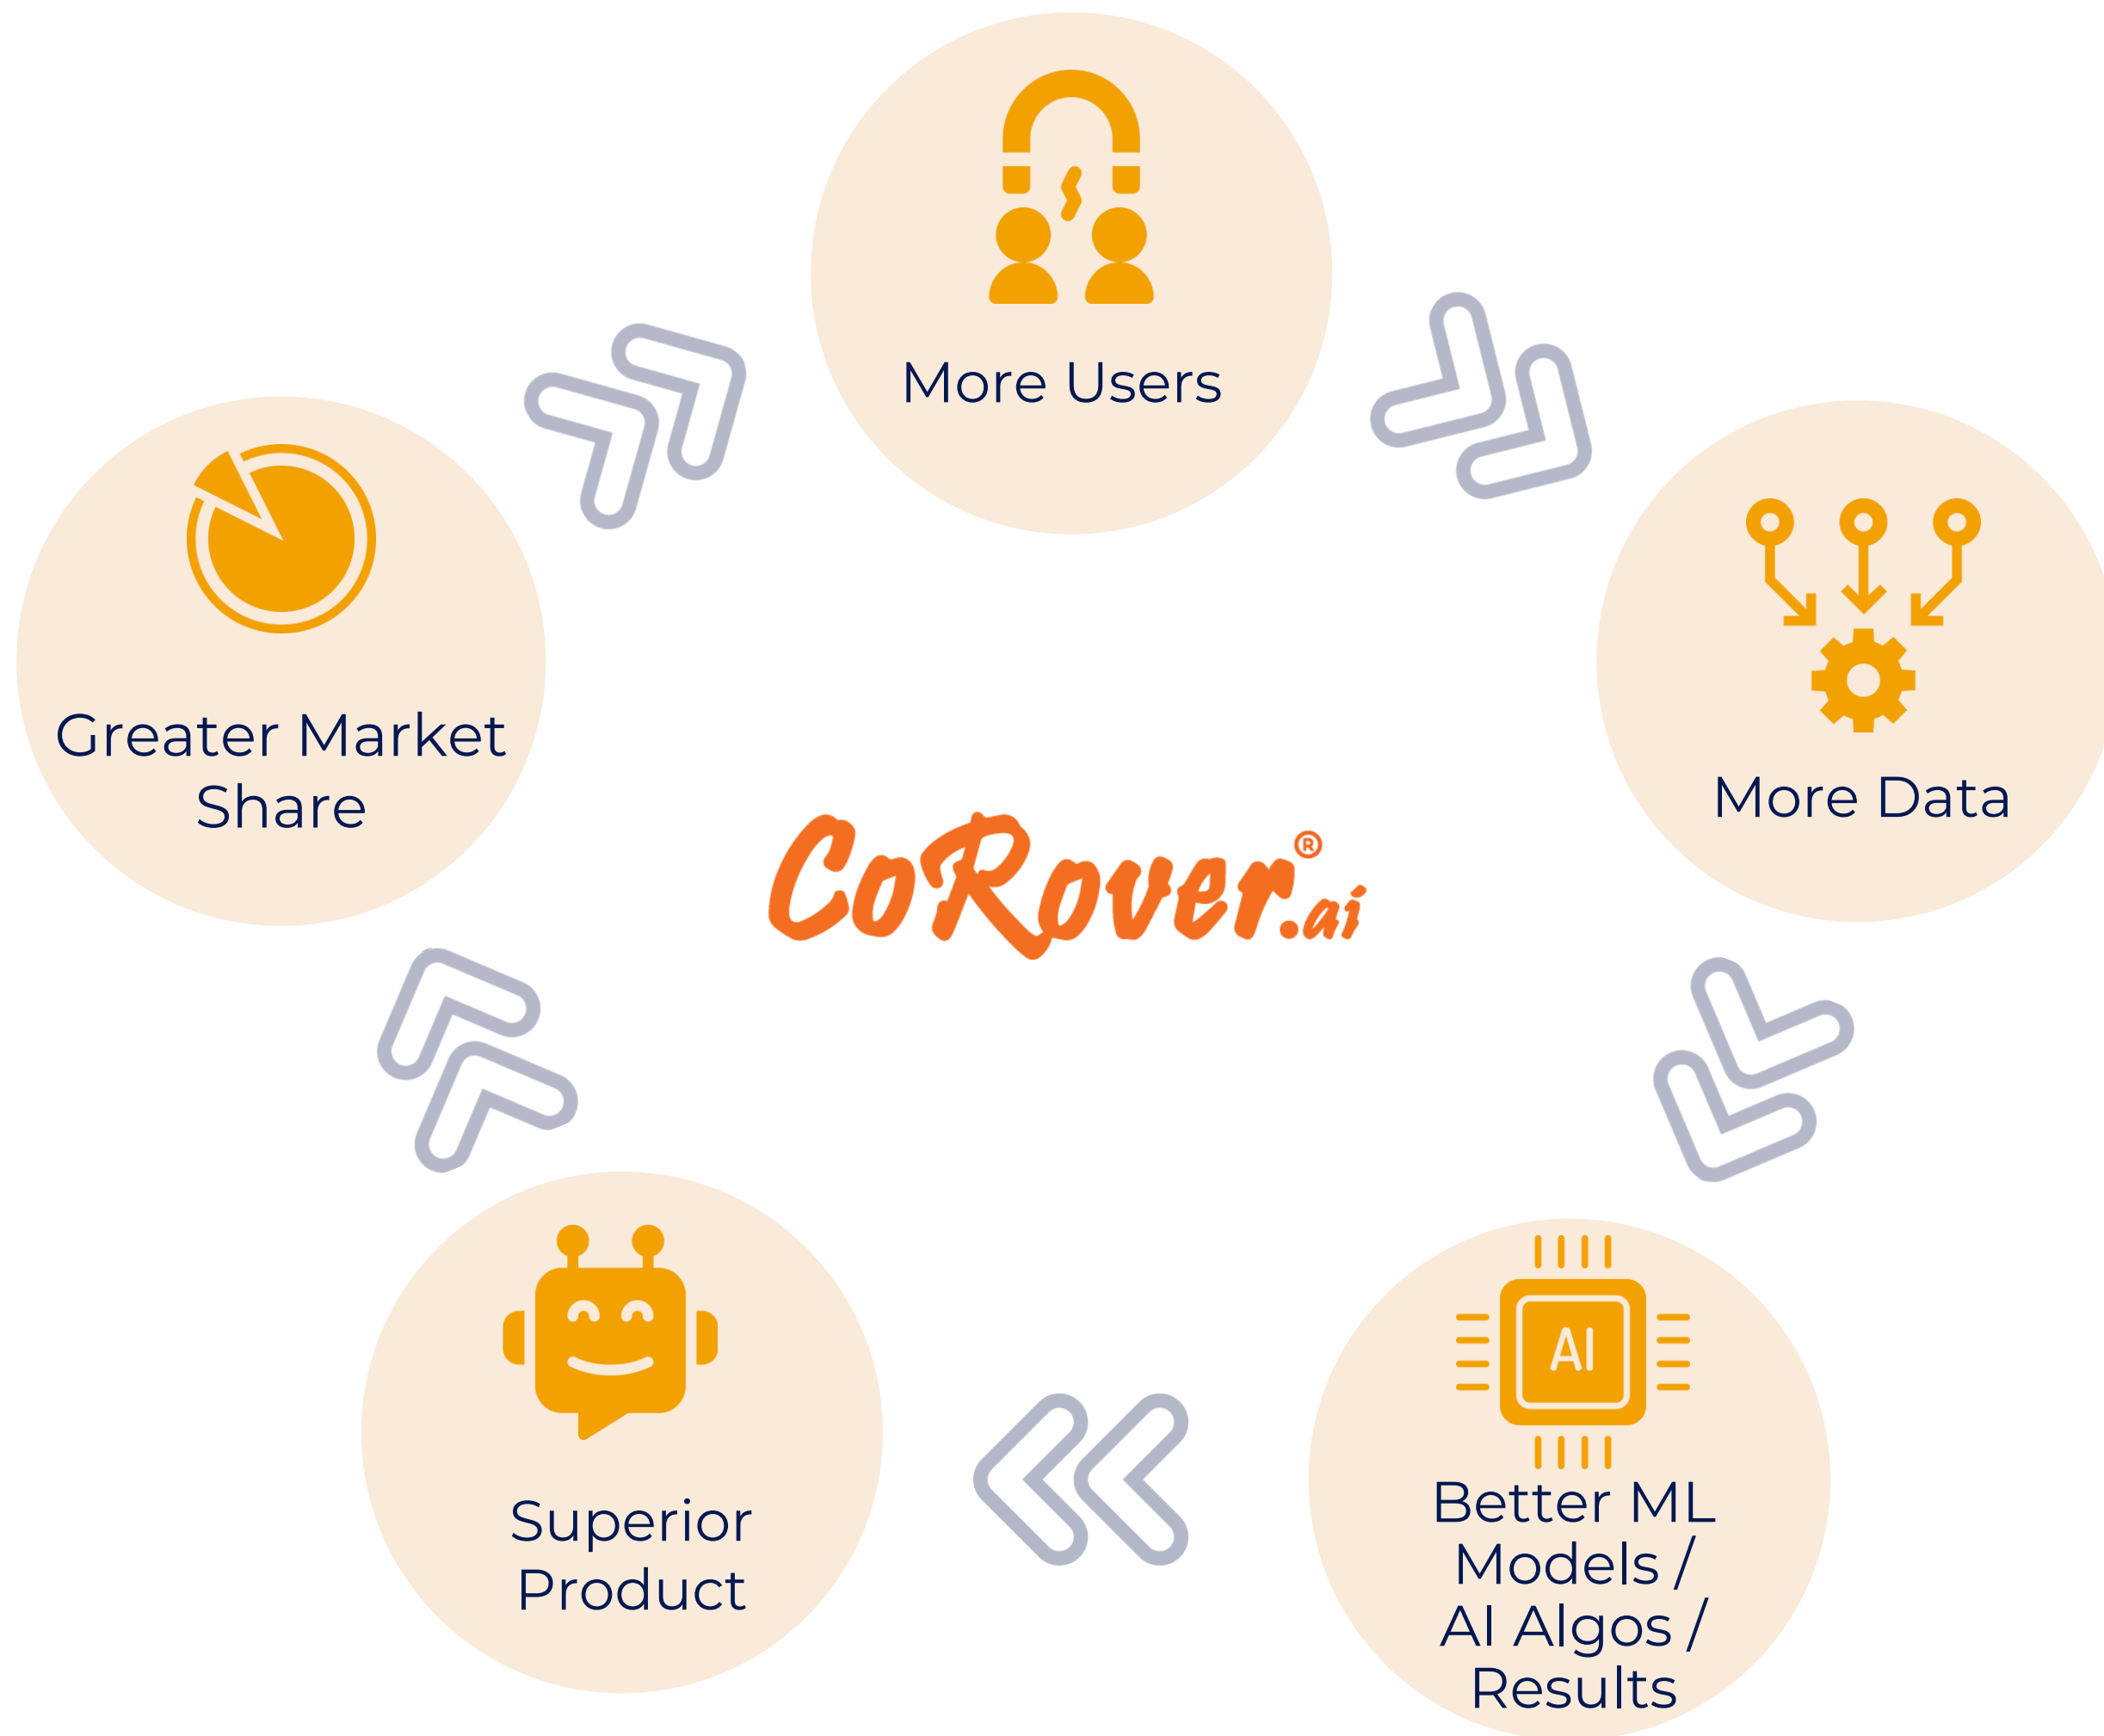 More Users
Greater Market
Share
More Data
CoRover.ai®
AI
Superior
Product
Better ML
Models /
AI Algos /
Results